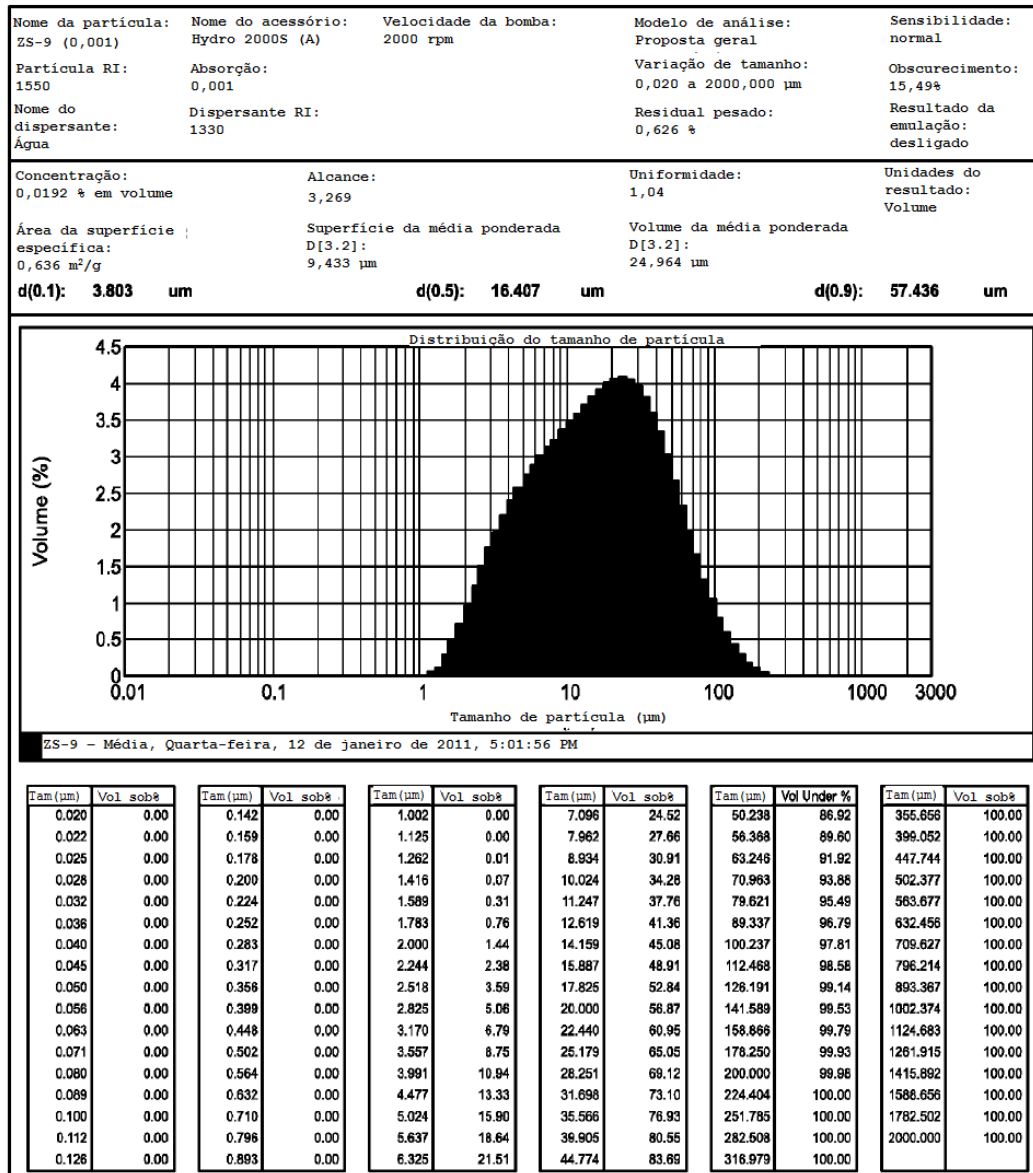 Nome da partícula: Nome do acessório: Velocidade da bomba: Modelo de análise: Sensibilidade:
ZS-9 (0,001) Hydro 2000S (A) 2000 rpm Proposta geral normal
Partícula RI: Absorção: Variação de tamanho: Obscurecimento:
1550 0,001 0,020 a 2000,000 µm 15,49%
Nome do dispersante: Dispersante RI: Residual pesado: Resultado da emulação:
Água 1330 0,626 % desligado
Concentração: Alcance: Uniformidade: Unidades do resultado:
0,0192 % em volume 3,269 1,04 Volume
Área da superfície específica: Superfície da média ponderada D[3.2]: Volume da média ponderada D[3.2]:
0,636 m²/g 9,433 µm 24,964 µm
d(0.1): 3.803 um d(0.5): 16.407 um d(0.9): 57.436 um
Distribuição do tamanho de partícula
Volume (%)
4.5
4
3.5
3
2.5
2
1.5
1
0.5
0
0.01 0.1 1 10 100 1000 3000
Tamanho de partícula (µm)
ZS-9 – Média, Quarta-feira, 12 de janeiro de 2011, 5:01:56 PM
Tam(µm) Vol sob% Tam(µm) Vol sob% Tam(µm) Vol sob% Tam(µm) Vol sob% Tam(µm) Vol Under % Tam(µm) Vol sob%
0.020 0.00 0.142 0.00 1.002 0.00 7.096 24.52 50.238 86.92 355.656 100.00
0.022 0.00 0.159 0.00 1.125 0.00 7.962 27.66 56.368 89.60 399.052 100.00
0.025 0.00 0.178 0.00 1.262 0.01 8.934 30.91 63.246 91.92 447.744 100.00
0.028 0.00 0.200 0.00 1.416 0.07 10.024 34.28 70.963 93.88 502.377 100.00
0.032 0.00 0.224 0.00 1.589 0.31 11.247 37.76 79.621 95.49 563.677 100.00
0.036 0.00 0.252 0.00 1.783 0.76 12.619 41.36 89.337 96.79 632.456 100.00
0.040 0.00 0.283 0.00 2.000 1.44 14.159 45.08 100.237 97.81 709.627 100.00
0.045 0.00 0.317 0.00 2.244 2.38 15.887 48.91 112.468 98.58 796.214 100.00
0.050 0.00 0.356 0.00 2.518 3.59 17.825 52.84 126.191 99.14 893.367 100.00
0.056 0.00 0.399 0.00 2.825 5.06 20.000 56.87 141.589 99.53 1002.374 100.00
0.063 0.00 0.448 0.00 3.170 6.79 22.440 60.95 158.866 99.79 1124.683 100.00
0.071 0.00 0.502 0.00 3.557 8.75 25.179 65.05 178.250 99.93 1261.915 100.00
0.080 0.00 0.564 0.00 3.991 10.94 28.251 69.12 200.000 99.98 1415.892 100.00
0.089 0.00 0.632 0.00 4.477 13.33 31.698 73.10 224.404 100.00 1588.656 100.00
0.100 0.00 0.710 0.00 5.024 15.90 35.566 76.93 251.785 100.00 1782.502 100.00
0.112 0.00 0.796 0.00 5.637 18.64 39.905 80.55 282.508 100.00 2000.000 100.00
0.126 0.00 0.893 0.00 6.325 21.51 44.774 83.69 316.979 100.00